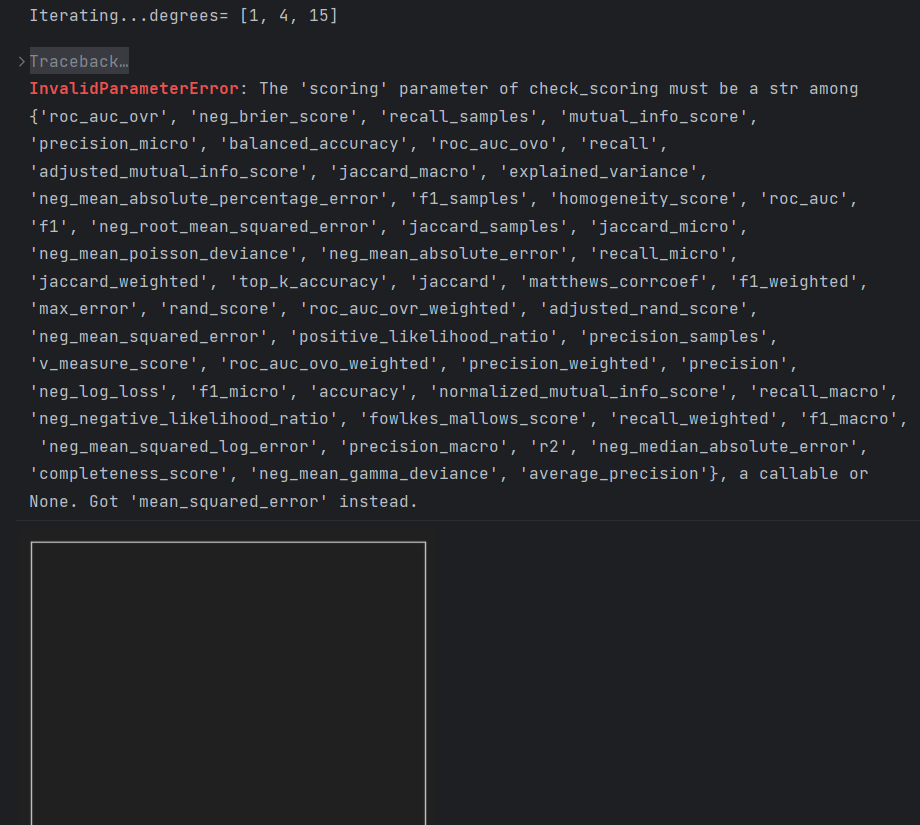 Iterating...degrees= [1, 4, 15]
Traceback…
InvalidParameterError: The 'scoring' parameter of check_scoring must be a str among
{'roc_auc_ovr', 'neg_brier_score', 'recall_samples', 'mutual_info_score',
'precision_micro', 'balanced_accuracy', 'roc_auc_ovo', 'recall',
'adjusted_mutual_info_score', 'jaccard_macro', 'explained_variance',
'neg_mean_absolute_percentage_error', 'f1_samples', 'homogeneity_score', 'roc_auc',
'f1', 'neg_root_mean_squared_error', 'jaccard_samples', 'jaccard_micro',
'neg_mean_poisson_deviance', 'neg_mean_absolute_error', 'recall_micro',
'jaccard_weighted', 'top_k_accuracy', 'jaccard', 'matthews_corrcoef', 'f1_weighted',
'max_error', 'rand_score', 'roc_auc_ovr_weighted', 'adjusted_rand_score',
'neg_mean_squared_error', 'positive_likelihood_ratio', 'precision_samples',
'v_measure_score', 'roc_auc_ovo_weighted', 'precision_weighted', 'precision',
'neg_log_loss', 'f1_micro', 'accuracy', 'normalized_mutual_info_score', 'recall_macro',
'neg_negative_likelihood_ratio', 'fowlkes_mallows_score', 'recall_weighted', 'f1_macro',
'neg_mean_squared_log_error', 'precision_macro', 'r2', 'neg_median_absolute_error',
'completeness_score', 'neg_mean_gamma_deviance', 'average_precision'}, a callable or
None. Got 'mean_squared_error' instead.